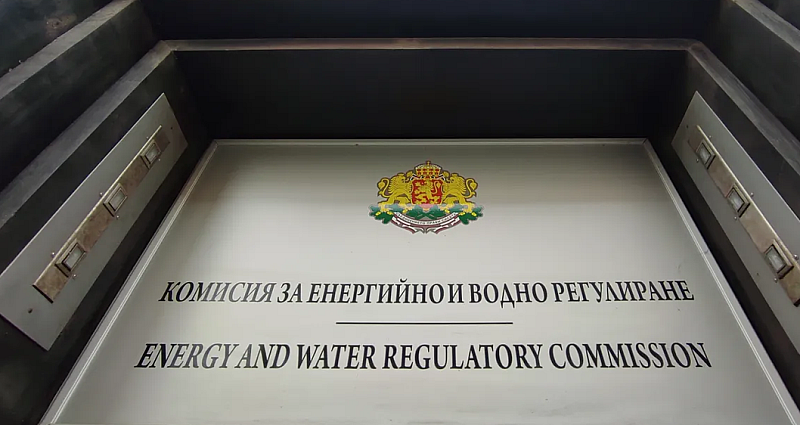 КОМИСИЯ ЗА ЕНЕРГИЙНО И ВОДНО РЕГУЛИРАНЕ
ENERGY AND WATER REGULATORY COMMISSION